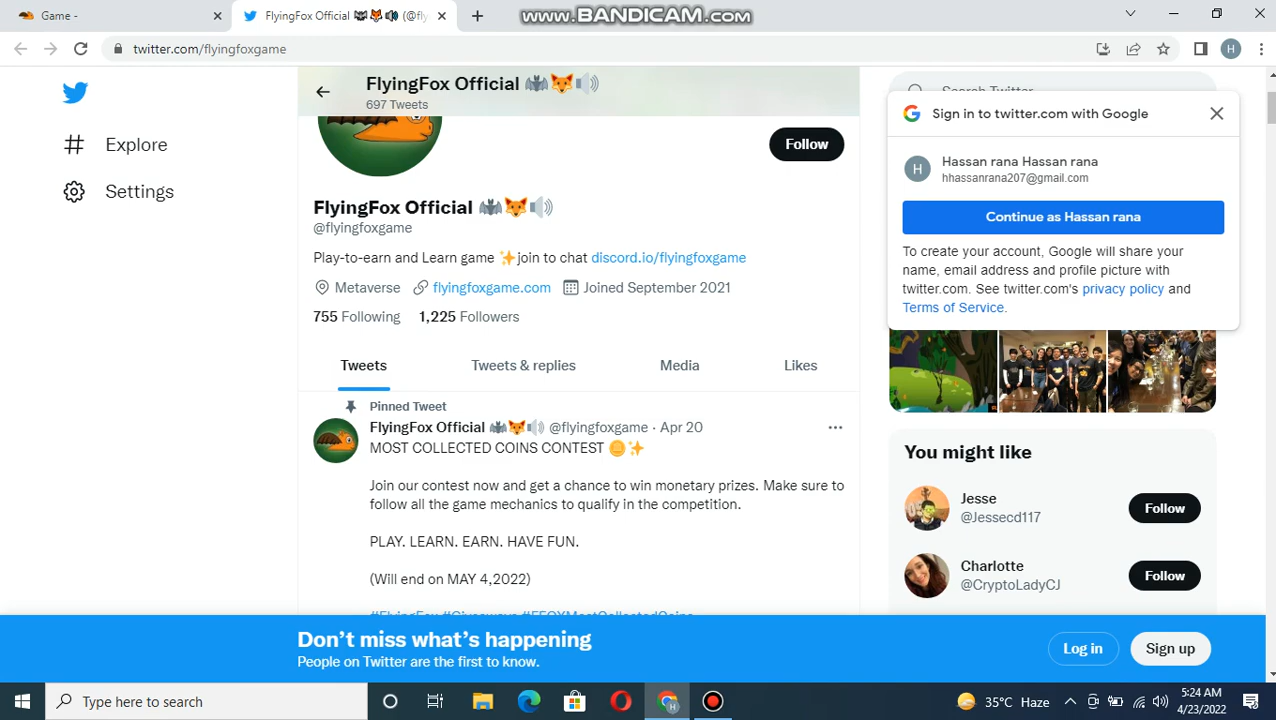 Game -
FlyingFox Official
(@fly
www.BANDICAM.com
twitter.com/flyingfoxgame
H
FlyingFox Official
697 Tweets
Explore
Settings
Follow
FlyingFox Official
@flyingfoxgame
Play-to-earn and Learn game ✨join to chat discord.io/flyingfoxgame
Metaverse flyingfoxgame.com Joined September 2021
755 Following 1,225 Followers
Tweets Tweets & replies Media Likes
Pinned Tweet
FlyingFox Official @flyingfoxgame · Apr 20
MOST COLLECTED COINS CONTEST
Join our contest now and get a chance to win monetary prizes. Make sure to
follow all the game mechanics to qualify in the competition.
PLAY. LEARN. EARN. HAVE FUN.
(Will end on MAY 4,2022)
#FlyingFox #Giveaways #FFOXMostCollectedCoins
Search Twitter
Sign in to twitter.com with Google
H
Hassan rana Hassan rana
hhassanrana207@gmail.com
Continue as Hassan rana
To create your account, Google will share your
name, email address and profile picture with
twitter.com. See twitter.com's privacy policy and
Terms of Service.
You might like
Jesse
@Jessecd117
Follow
Charlotte
@CryptoLadyCJ
Follow
Don't miss what's happening
People on Twitter are the first to know.
Log in
Sign up
Type here to search
35°C Haze
5:24 AM
4/23/2022